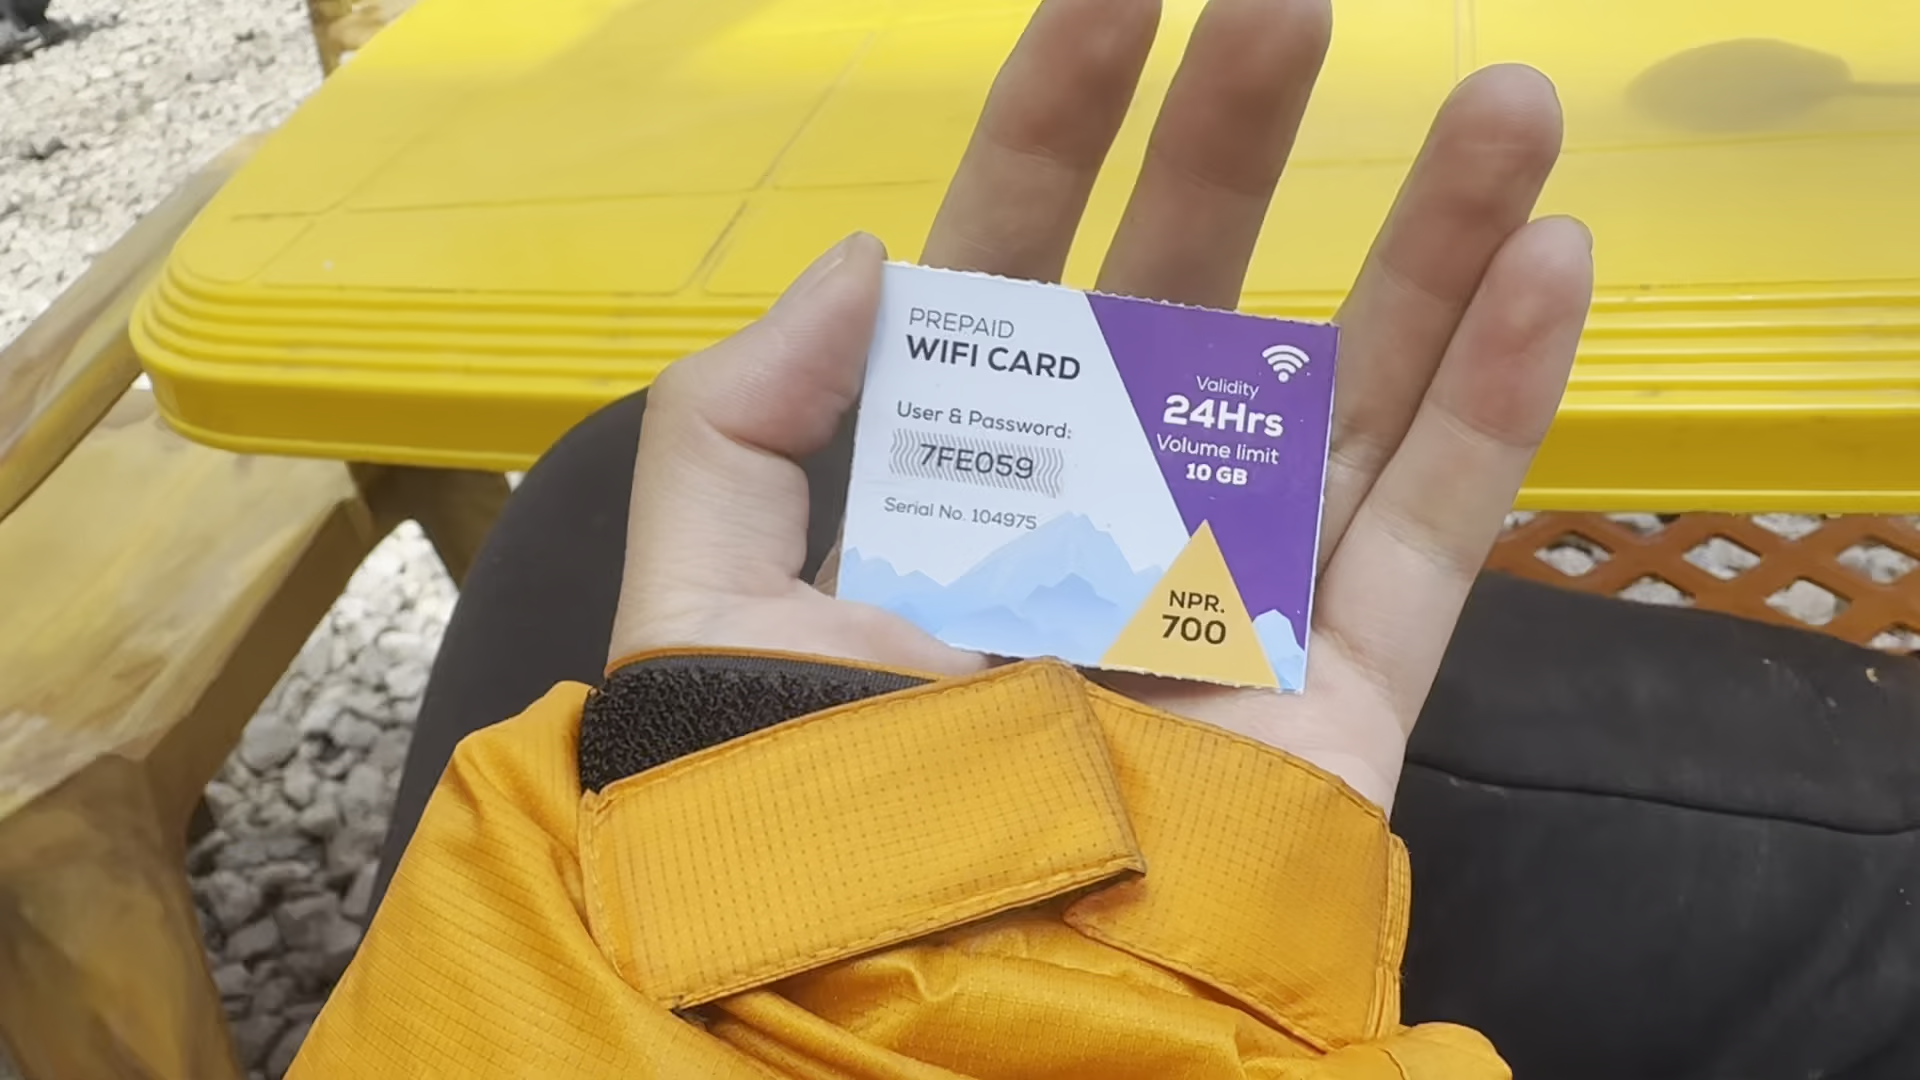 PREPAID
WIFI CARD
User & Password:
7FE059
Serial No. 104975
Validity
24Hrs
Volume limit
10 GB
NPR.
700